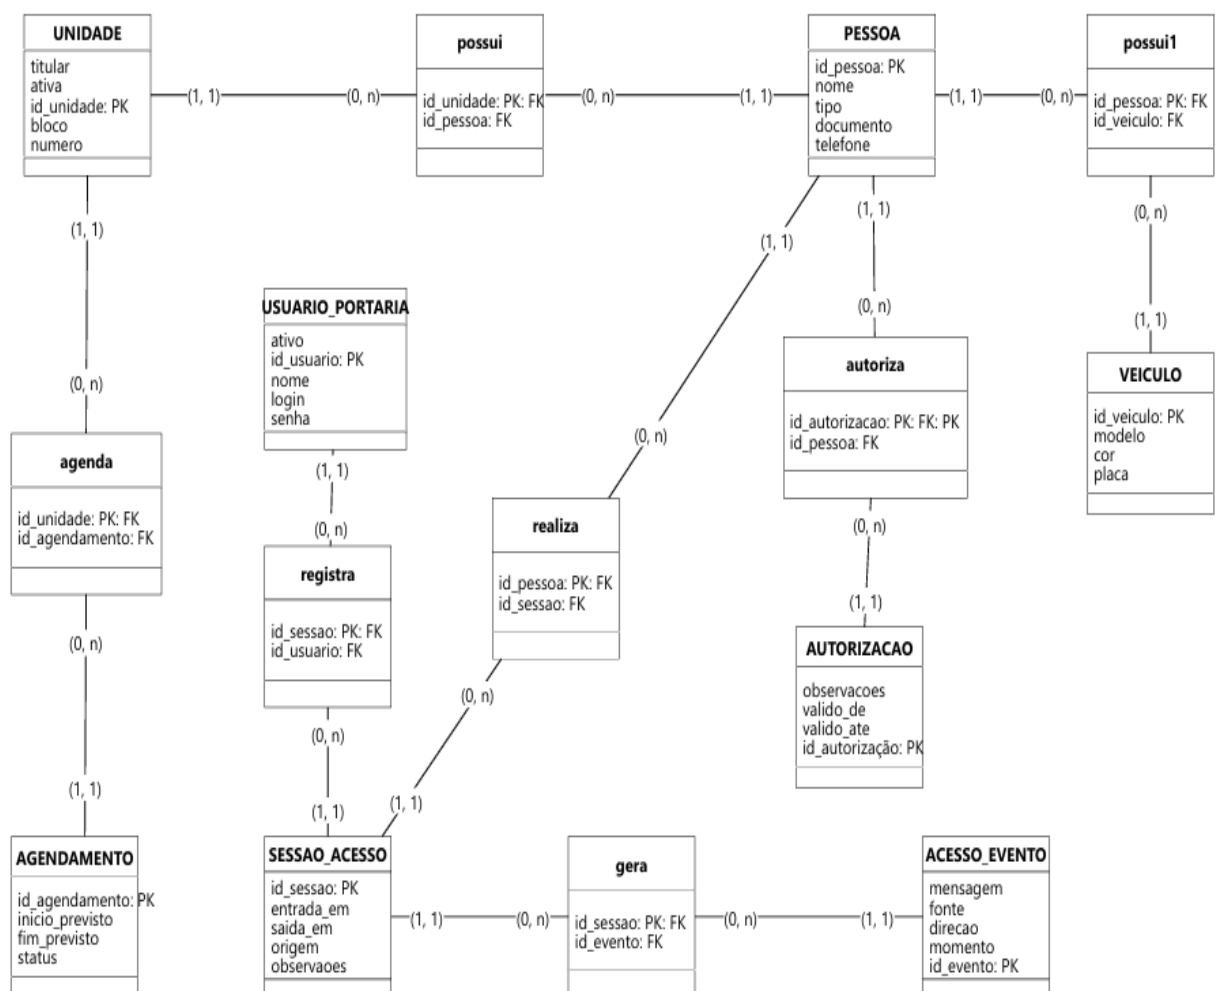 UNIDADE
titular
ativa
id_unidade: PK
bloco
numero
(1, 1)
(0, n)
possui
id_unidade: PK: FK
id_pessoa: FK
(0, n)
(1, 1)
PESSOA
id_pessoa: PK
nome
tipo
documento
telefone
(1, 1)
(0, n)
possui1
id_pessoa: PK: FK
id_veiculo: FK
(1, 1)
(0, n)
(1, 1)
(1, 1)
(0, n)
(0, n)
(0, n)
(1, 1)
USUARIO_PORTARIA
ativo
id_usuario: PK
nome
login
senha
(1, 1)
(0, n)
autoriza
id_autorizacao: PK: FK: PK
id_pessoa: FK
VEICULO
id_veiculo: PK
modelo
cor
placa
agenda
id_unidade: PK: FK
id_agendamento: FK
registra
id_sessao: PK: FK
id_usuario: FK
realiza
id_pessoa: PK: FK
id_sessao: FK
(0, n)
(1, 1)
AUTORIZACAO
observacoes
valido_de
valido_ate
id_autorização: PK
(0, n)
(1, 1)
(0, n)
(1, 1)
(0, n)
(1, 1)
AGENDAMENTO
id_agendamento: PK
inicio_previsto
fim_previsto
status
SESSAO_ACESSO
id_sessao: PK
entrada_em
saida_em
origem
observaoes
(1, 1)
(0, n)
gera
id_sessao: PK: FK
id_evento: FK
(0, n)
(1, 1)
ACESSO_EVENTO
mensagem
fonte
direcao
momento
id_evento: PK